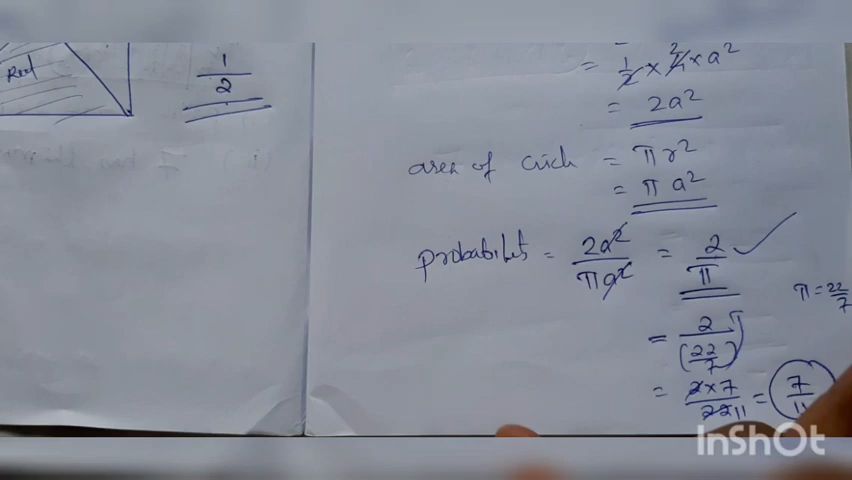 Red
1/2
= 1/2 × 4 × a²
= 2a²
area of circle = πr²
= πa²
Probability = 2a²/πa² = 2/π
π = 22/7
= 2/(22/7)
= 2×7/22 11 = 7/11
InShOt